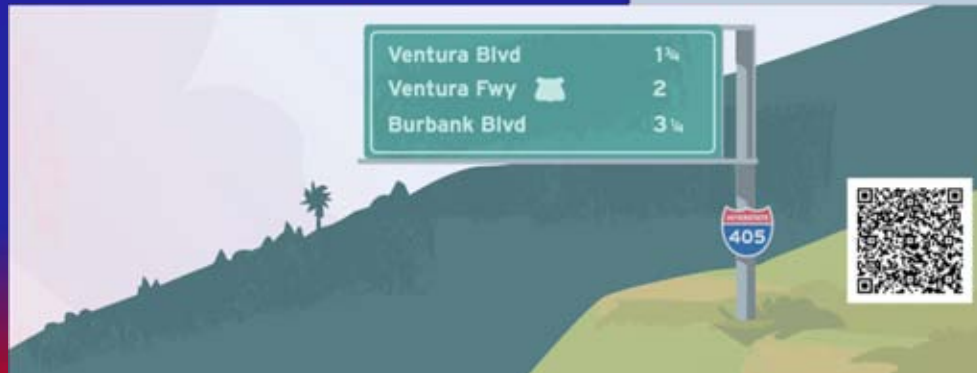 Ventura Blvd 1¾
Ventura Fwy 2
Burbank Blvd 3¼
INTERSTATE
405